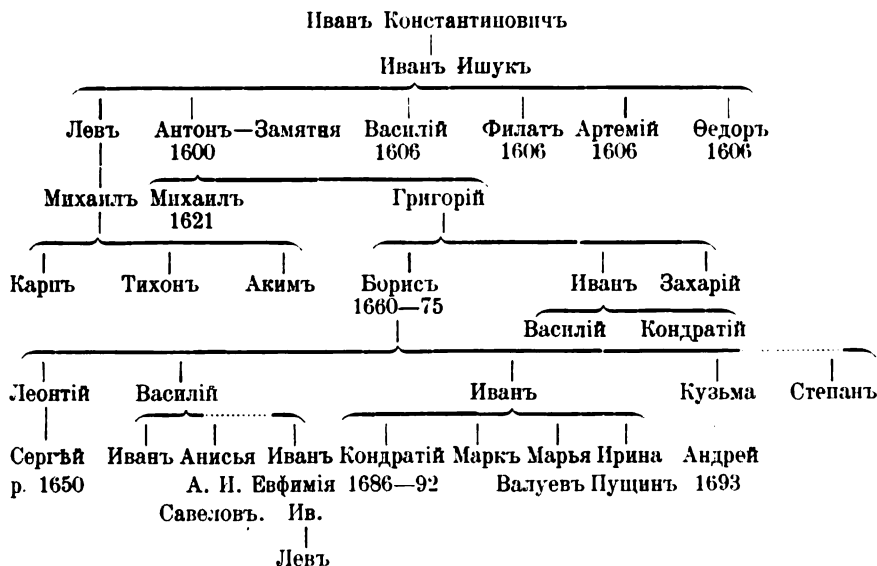 Иванъ Константиновичъ
Иванъ Ишукъ
Левъ Антонъ—Замятня Василій Филатъ Артемій Ѳедоръ
1600 1606 1606 1606 1606
Михаилъ Михаилъ Григорій
1621
Карпъ Тихонъ Акимъ Борисъ Иванъ Захарій
1660—75
Василій Кондратій
Леонтій Василій Иванъ Кузьма Степанъ
Сергѣй Иванъ Анисья Иванъ Кондратій Маркъ Марья Ирина Андрей
р. 1650 А. И. Евфимія 1686—92 Валуевъ Пущинъ 1693
Савеловъ. Ив.
Левъ